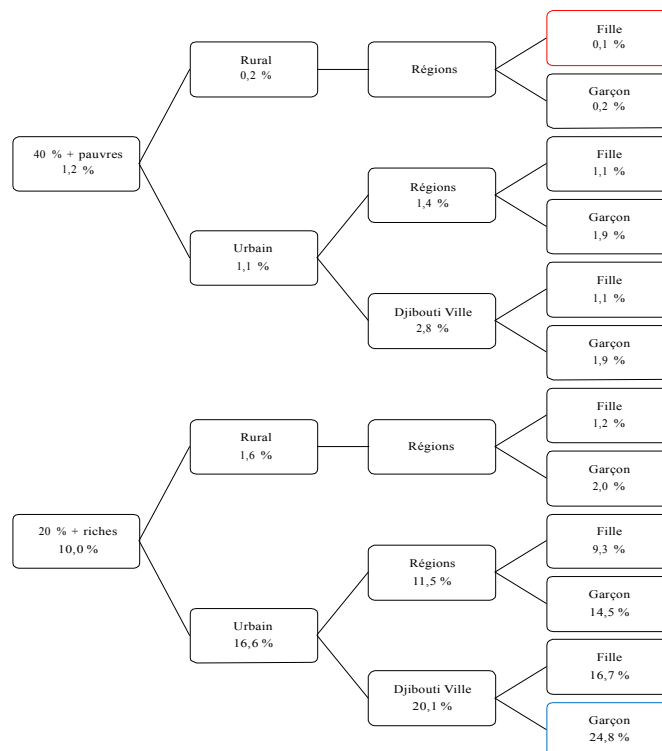 Fille
0,1 %
Rural
0,2 %
Régions
Garçon
0,2 %
40 % + pauvres
1,2 %
Fille
1,1 %
Régions
1,4 %
Garçon
1,9 %
Urbain
1,1 %
Fille
1,1 %
Djibouti Ville
2,8 %
Garçon
1,9 %
Fille
1,2 %
Rural
1,6 %
Régions
Garçon
2,0 %
20 % + riches
10,0 %
Fille
9,3 %
Régions
11,5 %
Garçon
14,5 %
Urbain
16,6 %
Fille
16,7 %
Djibouti Ville
20,1 %
Garçon
24,8 %